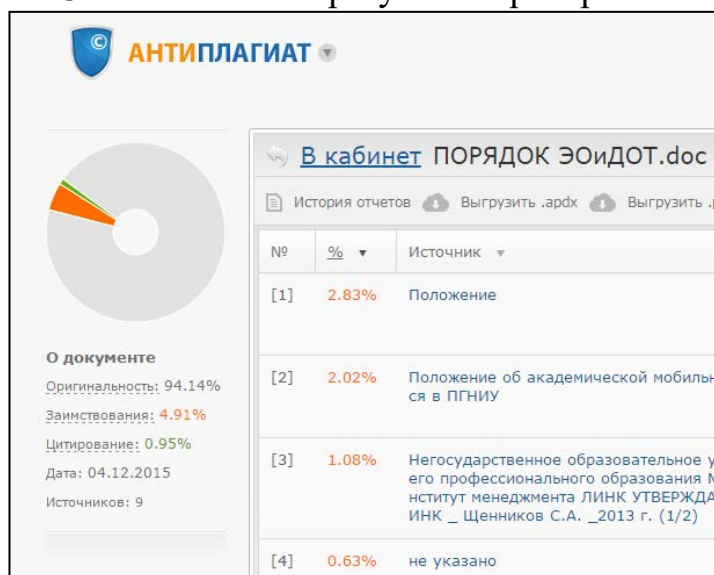 АНТИПЛАГИАТ
В кабинет ПОРЯДОК ЭОиДОТ.doc
История отчетов Выгрузить .apdx Выгрузить
№ % Источник
[1] 2.83% Положение
[2] 2.02% Положение об академической
ся в ПГНИУ
[3] 1.08% Негосударственное образовательное
его профессионального образования
нститут менеджмента ЛИНК
ИНК _ Щенников С.А. _2013 г. (1/2)
[4] 0.63% не указано
О документе
Оригинальность: 94.14%
Заимствования: 4.91%
Цитирование: 0.95%
Дата: 04.12.2015
Источников: 9